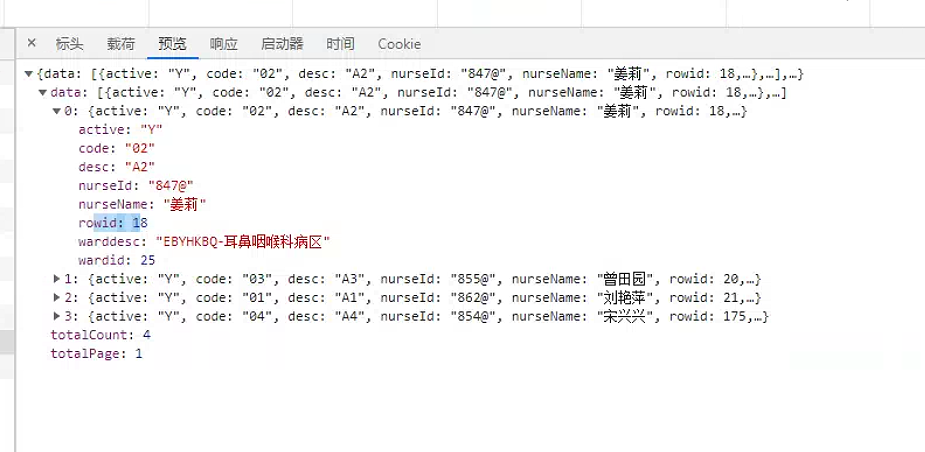 × 标头 载荷 预览 响应 启动器 时间 Cookie
▼{data: [{active: "Y", code: "02", desc: "A2", nurseId: "847@", nurseName: "姜莉", rowid: 18,…},…],…}
▼data: [{active: "Y", code: "02", desc: "A2", nurseId: "847@", nurseName: "姜莉", rowid: 18,…},…]
▼0: {active: "Y", code: "02", desc: "A2", nurseId: "847@", nurseName: "姜莉", rowid: 18,…}
active: "Y"
code: "02"
desc: "A2"
nurseId: "847@"
nurseName: "姜莉"
rowid: 18
warddesc: "EBYHKBQ-耳鼻咽喉科病区"
wardid: 25
▶1: {active: "Y", code: "03", desc: "A3", nurseId: "855@", nurseName: "曾田园", rowid: 20,…}
▶2: {active: "Y", code: "01", desc: "A1", nurseId: "862@", nurseName: "刘艳萍", rowid: 21,…}
▶3: {active: "Y", code: "04", desc: "A4", nurseId: "854@", nurseName: "宋兴兴", rowid: 175,…}
totalCount: 4
totalPage: 1